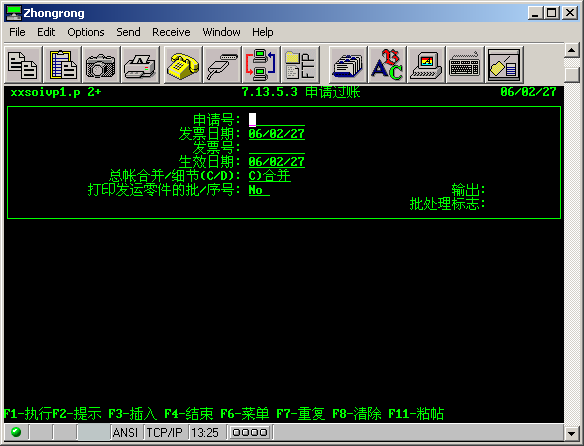 Zhongrong
File Edit Options Send Receive Window Help
xxsoivp1.p 2+ 7.13.5.3 申请过账 06/02/27
申请号:
发票日期: 06/02/27
发票号:
生效日期: 06/02/27
总帐合并/细节(C/D): C)合并
打印发运零件的批/序号: No 输出:
批处理标志:
F1-执行F2-提示 F3-插入 F4-结束 F6-菜单 F7-重复 F8-清除 F11-粘帖
ANSI TCP/IP 13:25